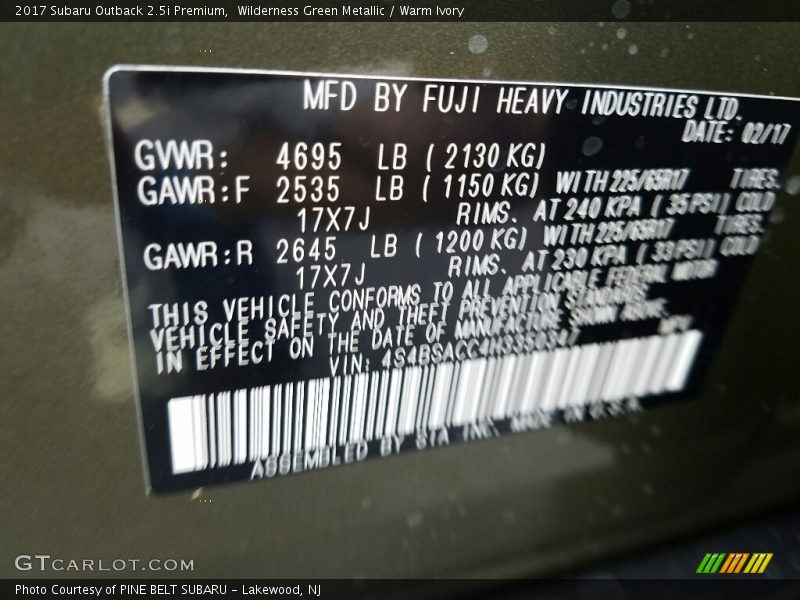 2017 Subaru Outback 2.5i Premium,  Wilderness Green Metallic / Warm Ivory
MFD BY FUJI HEAVY INDUSTRIES LTD.
DATE: 02/17
GVWR: 4695 LB ( 2130 KG)
GAWR:F 2535 LB ( 1150 KG) WITH 225/65R17 TIRES.
17X7J RIMS. AT 240 KPA ( 35 PSI) COLD
GAWR:R 2645 LB ( 1200 KG) WITH 225/65R17 TIRES.
17X7J RIMS. AT 230 KPA ( 33 PSI) COLD
THIS VEHICLE CONFORMS TO ALL APPLICABLE FEDERAL MOTOR
VEHICLE SAFETY AND THEFT PREVENTION STANDARDS
IN EFFECT ON THE DATE OF MANUFACTURE SHOWN ABOVE.
VIN: 4S4BSACC4H3350347
ASSEMBLED BY SIA INC. MADE IN U.S.A.
GTCARLOT.COM
Photo Courtesy of PINE BELT SUBARU - Lakewood, NJ